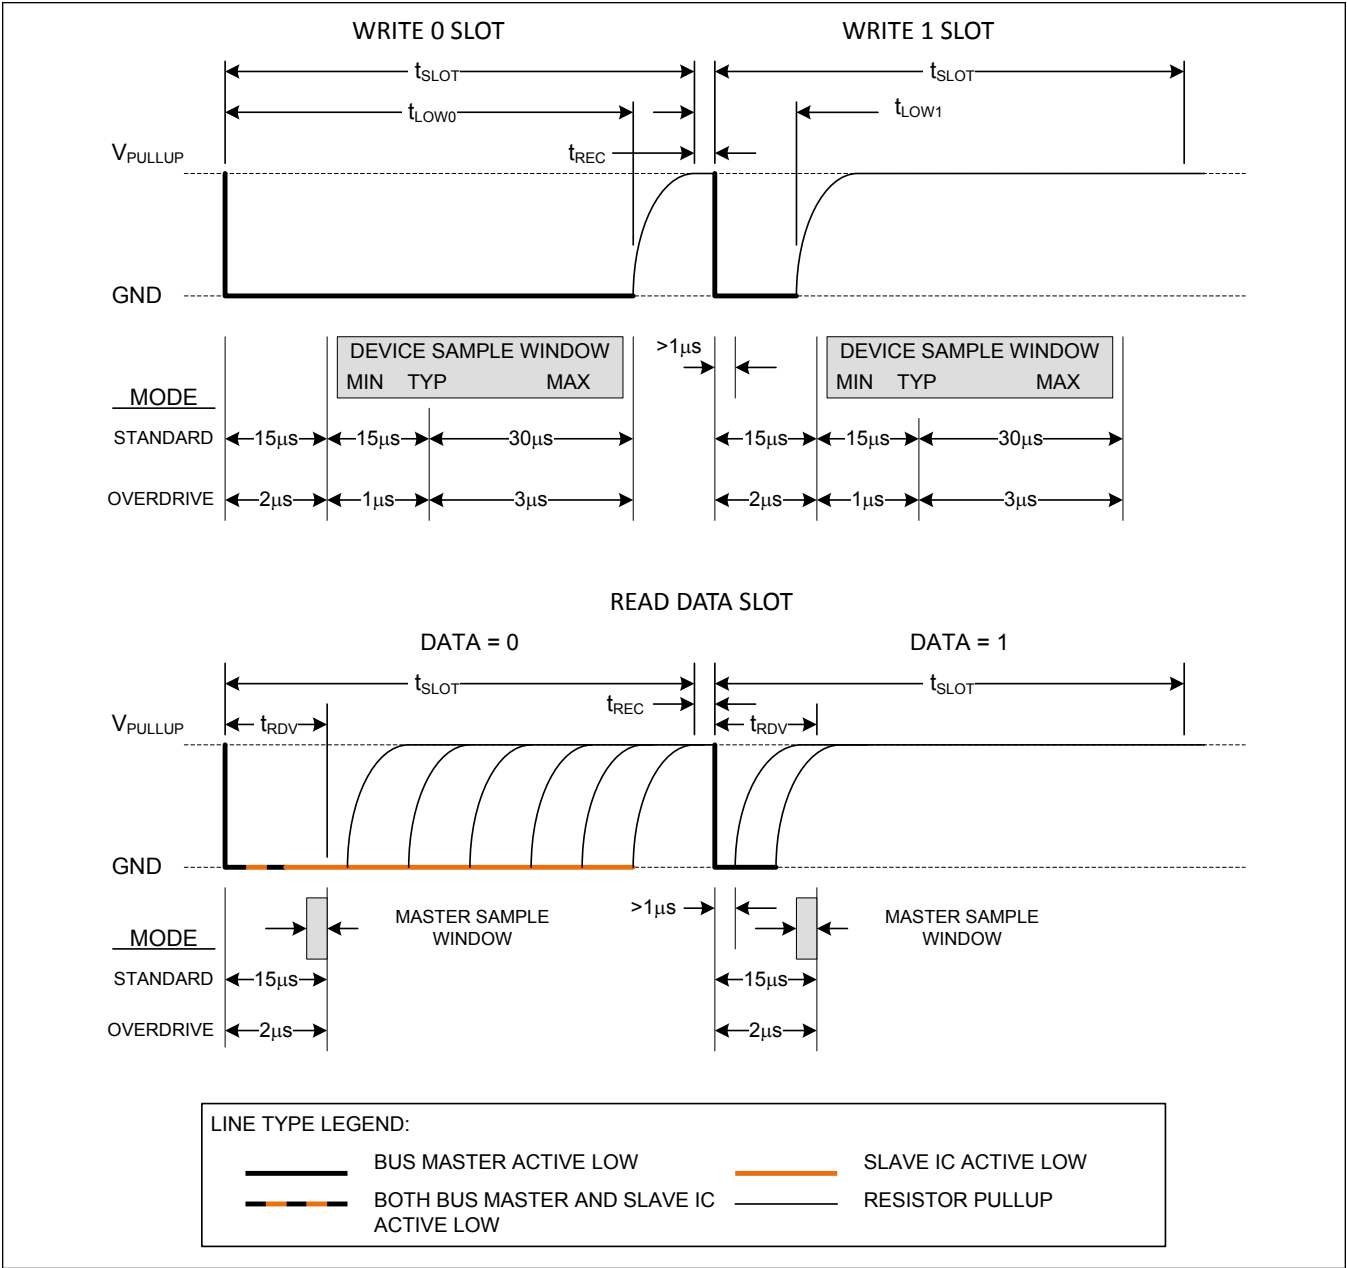 WRITE 0 SLOT
WRITE 1 SLOT
tSLOT
tSLOT
tLOW0
tLOW1
VPULLUP
tREC
GND
>1μs
DEVICE SAMPLE WINDOW
MIN TYP MAX
DEVICE SAMPLE WINDOW
MIN TYP MAX
MODE
STANDARD
15μs
15μs
30μs
15μs
15μs
30μs
OVERDRIVE
2μs
1μs
3μs
2μs
1μs
3μs
READ DATA SLOT
DATA = 0
DATA = 1
tSLOT
tSLOT
tREC
VPULLUP
tRDV
tRDV
GND
>1μs
MASTER SAMPLE
WINDOW
MASTER SAMPLE
WINDOW
MODE
STANDARD
15μs
15μs
OVERDRIVE
2μs
2μs
LINE TYPE LEGEND:
BUS MASTER ACTIVE LOW
SLAVE IC ACTIVE LOW
BOTH BUS MASTER AND SLAVE IC
ACTIVE LOW
RESISTOR PULLUP